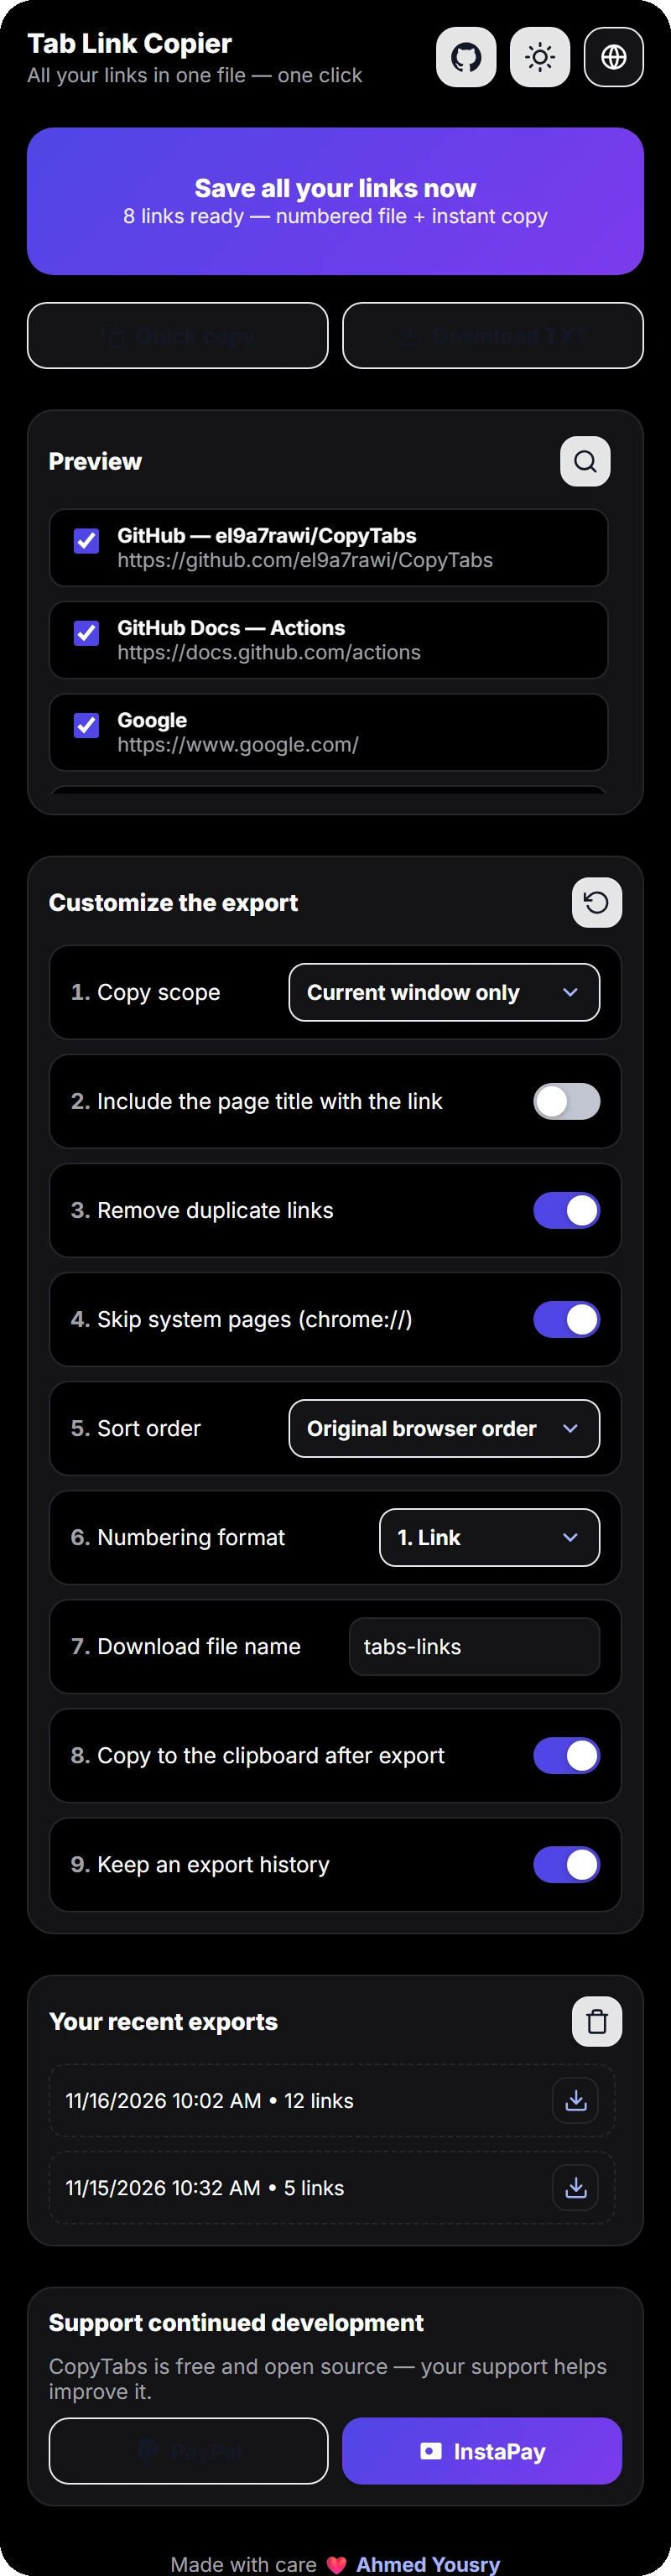 Tab Link Copier
All your links in one file — one click
Save all your links now
8 links ready — numbered file + instant copy
Quick copy
Download TXT
Preview
GitHub — el9a7rawi/CopyTabs
https://github.com/el9a7rawi/CopyTabs
GitHub Docs — Actions
https://docs.github.com/actions
Google
https://www.google.com/
Customize the export
1. Copy scope
Current window only
2. Include the page title with the link
3. Remove duplicate links
4. Skip system pages (chrome://)
5. Sort order
Original browser order
6. Numbering format
1. Link
7. Download file name
tabs-links
8. Copy to the clipboard after export
9. Keep an export history
Your recent exports
11/16/2026 10:02 AM • 12 links
11/15/2026 10:32 AM • 5 links
Support continued development
CopyTabs is free and open source — your support helps
improve it.
PayPal
InstaPay
Made with care ❤️ Ahmed Yousry